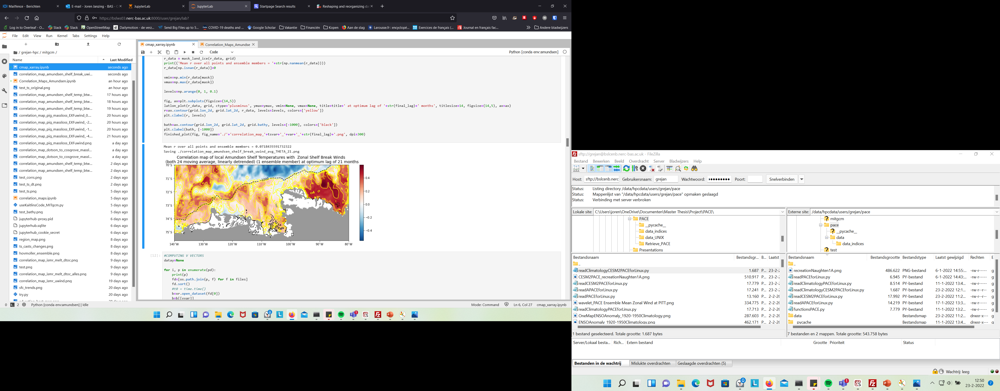 Mailfence - Berichten
E-mail - Joren Janzing - BAS - O
JupyterLab
JupyterLab
Startpage Search results
Reshaping and reorganizing da
https://bslws03.nerc-bas.ac.uk:8000/user/grejan/lab?
Log in to Overleaf - O...
Slack
Slack
OpenStreetMap
Dailymotion - de verz...
Send Big Files up to 5...
COVID-19 deaths and ...
Google Scholar
Vakantie
Financiën
Kopen
Aan de slag
Larousse.fr : encyclopé...
Exercices de français (...
Journal en français fac...
Andere bladwijzers
File Edit View Run Kernel Tabs Settings Help
/ grejan-hpc / mitgcm /
Name Last Modified
cmap_xarray.ipynb seconds ago
correlation_map_amundsen_shelf_break_uwi... seconds ago
Correlation_Maps_Amundsen.ipynb an hour ago
test_ts_original.png an hour ago
correlation_map_amundsen_shelf_temp_btw... 17 hours ago
correlation_map_amundsen_shelf_temp_btw... 18 hours ago
correlation_map_amundsen_shelf_temp_btw... 19 hours ago
correlation_map_pig_massloss_EXFuwind_0.... 20 hours ago
correlation_map_pig_massloss_EXFuwind_-2... 20 hours ago
correlation_map_pig_massloss_EXFuwind_-1... 20 hours ago
correlation_map_pig_massloss_EXFuwind_-4.... 21 hours ago
correlation_map_pig_massloss_EXFuwind.png a day ago
correlation_map_dotson_to_cosgrove_massl... a day ago
correlation_map_dotson_to_cosgrove_massl... a day ago
correlation_map_amundsen_shelf_temp_btw... 2 days ago
correlation_map_amundsen_shelf_temp_btw... 2 days ago
test_corrs.png 2 days ago
test_ts_dt.png 2 days ago
test_ts.png 5 days ago
correlation_maps.ipynb 5 days ago
useKaitlinsCode_MITgcm.py 5 days ago
test_bathy.png 5 days ago
jupyterhub-proxy.pid 6 days ago
jupyterhub.sqlite 6 days ago
jupyterhub_cookie_secret 6 days ago
region_map.png 8 days ago
ts_casts_changes.png 8 days ago
hovmoller_ensemble.png 8 days ago
correlation_map_ismr_melt_dtoc.png 9 days ago
test.png 9 days ago
correlation_map_ismr_melt_dtoc_alles.png 9 days ago
correlation_map_ismr_uwind.png 19 days ago
sfc_trends.png 20 days ago
try.py 20 days ago
cmap_xarray.ipynb
Correlation_Maps_Amundse
Code
Python [conda env:amundsen]
r_data = mask_land_ice(r_data, grid)
print(('Mean r over all points and ensemble members = '+str(np.nanmean(r_data))))
r_data[np.isnan(r_data)]=0
vmin=np.min(r_data[mask])
vmax=np.max(r_data[mask])
levels=np.arange(0, 1, 0.1)
fig, ax=plt.subplots(figsize=(14,5))
latlon_plot(r_data, grid, ctype='plusminus', ymax=ymax, vmin=None, vmax=None, title=title+' at optimum lag of '+str(final_lag)+' months', titlesize=14, figsize=(14,5), ax=ax)
r=ax.contour(grid.lon_2d, grid.lat_2d, r_data, levels=levels, colors=['yellow'])
plt.clabel(r, levels)
bath=ax.contour(grid.lon_2d, grid.lat_2d, grid.bathy, levels=[-1000], colors=['black'])
plt.clabel(bath, [-1000])
finished_plot(fig, fig_name='./'+'correlation_map_'+tsvar+'_'+var+'_'+str(final_lag)+'.png', dpi=300)
Mean r over all points and ensemble members = 0.0718435591732322
Saving ./correlation_map_amundsen_shelf_break_uwind_avg_THETA_21.png
Correlation map of local Amundsen Shelf Temperatures with Zonal Shelf Break Winds
(both 24 moving average, linearly detrended) (1 ensemble member) at optimum lag of 21 months
70°S
71°S
72°S
73°S
74°S
75°S
-1000
140°W 130°W 120°W 110°W 100°W 90°W 80°W
0.4
0.2
0.0
−0.2
−0.4
[12]:
#COMPUTING V VECTORS
datay=None
for i, p in enumerate(pd):
print(p)
fd=[os.path.join(p, f) for f in files]
fd.sort()
#t0 = time.time()
b=xr.open_dataset(fd[0])
b=b[[vvar]]
0 2 Python [conda env:amundsen] | Idle
Mode: Command Ln 6, Col 27 cmap_xarray.ipynb
sftp://grejan@bslcenb.nerc-bas.ac.uk - FileZilla
Bestand Bewerken Beeld Overdracht Server Bladwijzers Help
Host: sftp://bslcenb.nerc Gebruikersnaam: grejan Wachtwoord: ●●●●●●●●● Poort: Snelverbinden
Status: Listing directory /data/hpcdata/users/grejan/pace
Status: Mappenlijst van "/data/hpcdata/users/grejan/pace" opmaken geslaagd
Status: Verbinding met server verbroken
Lokale site: C:\Users\joren\OneDrive\Documenten\Master Thesis\Project\PACE\
PACE
__pycache__
data_indices
data_UNIX
Retrieve_PACE
Presentations
Externe site: /data/hpcdata/users/grejan/pace
mitgcm
pace
__pycache__
data
data_indices
test
Bestandsnaam Bestandsgr... B... Laatst
..
readClimatologyCESM2PACEforLinux.py 1.687 P... 23-2-2
CESM2PACE_recreationNaughten1A.png 510.917 P... 23-2-2
readCESM2PACEforLinux.py 17.779 P... 23-2-2
readAPACEforLinux.py 17.241 P... 23-2-2
readPACEforLinux.py 13.160 P... 2-2-20
wavelet_PACE Ensemble Mean Zonal Wind at PITT.png 334.775 P... 2-2-20
readClimatologyPACEforLinux.py 17.713 P... 2-2-20
OneMapENSOAnomaly_1920-1950Climatology.png 287.603 P... 2-2-20
ENSOAnomaly_1920-1950Climatology.png 462.171 P... 2-2-20
1 bestand geselecteerd. Totale grootte: 1.687 bytes
Bestandsnaam Bestandsgrootte Bestandstype Laatst gewijzigd Rechten E
..
recreationNaughten1A.png 486.622 PNG-bestand 6-1-2022 14:55:... -rw-r----- g
readPACEforLinux.py 6.945 PY-bestand 6-1-2022 14:43:... -rw-r----- g
readClimatologyPACEforLinux.py 8.514 PY-bestand 11-1-2022 13:4... -rw-r----- g
readClimatologyCESM2PACEforLinux.py 1.687 PY-bestand 23-2-2022 12:1... -rw-r--r-- g
readCESM2PACEforLinux.py 17.992 PY-bestand 23-2-2022 11:2... -rw-r--r-- g
readAPACEforLinux.py 14.219 PY-bestand 17-1-2022 13:3... -rw-r----- g
functionsPACE.py 7.779 PY-bestand 11-1-2022 13:2... -rw-r----- g
data Bestandsmap 23-2-2022 11:2... drwxr-x--- g
__pycache__ Bestandsmap 11-1-2022 13:4... drwxr-x--- g
7 bestanden en 2 mappen. Totale grootte: 543.758 bytes
Server/Lokaal besta... Rich... Extern bestand Grootte Prioriteit Status
Bestanden in de wachtrij Mislukte overdrachten Geslaagde overdrachten (5)
Wachtrij: leeg
12:50
23-2-2022
7